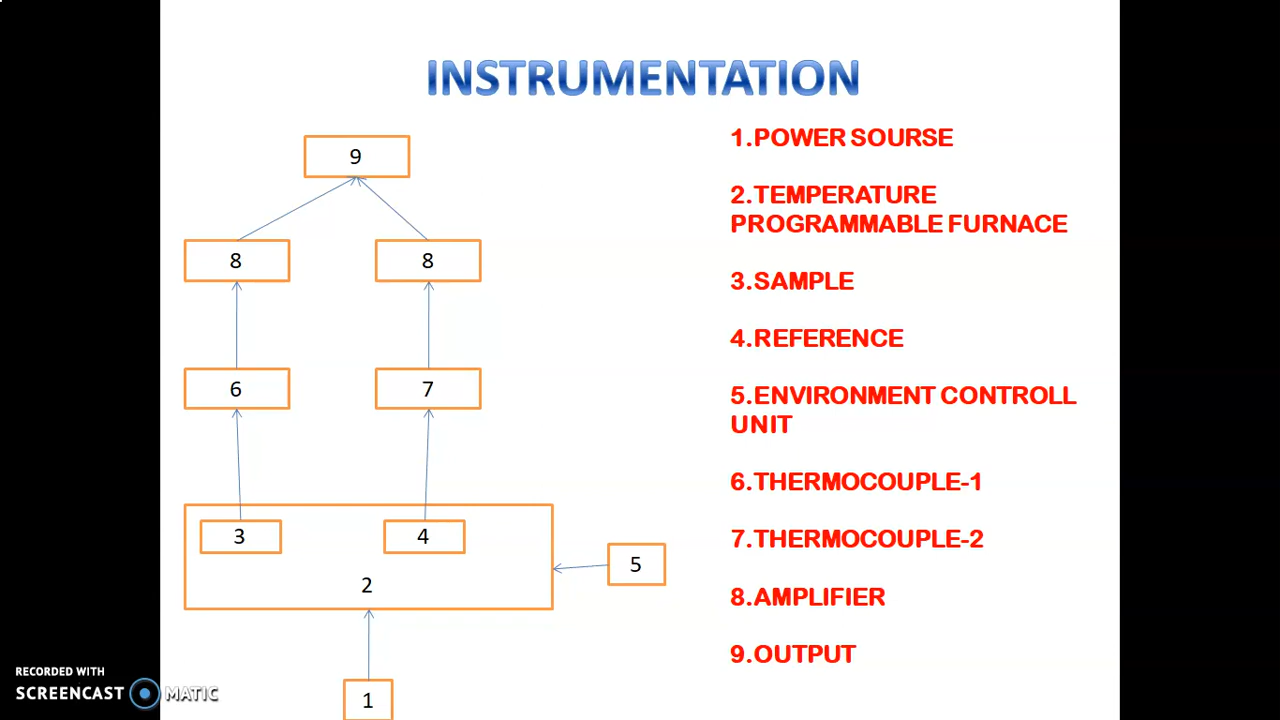 INSTRUMENTATION
9
8 8
6 7
3 4
2
5
1
1.POWER SOURSE
2.TEMPERATURE
PROGRAMMABLE FURNACE
3.SAMPLE
4.REFERENCE
5.ENVIRONMENT CONTROLL
UNIT
6.THERMOCOUPLE-1
7.THERMOCOUPLE-2
8.AMPLIFIER
9.OUTPUT
RECORDED WITH
SCREENCAST MATIC